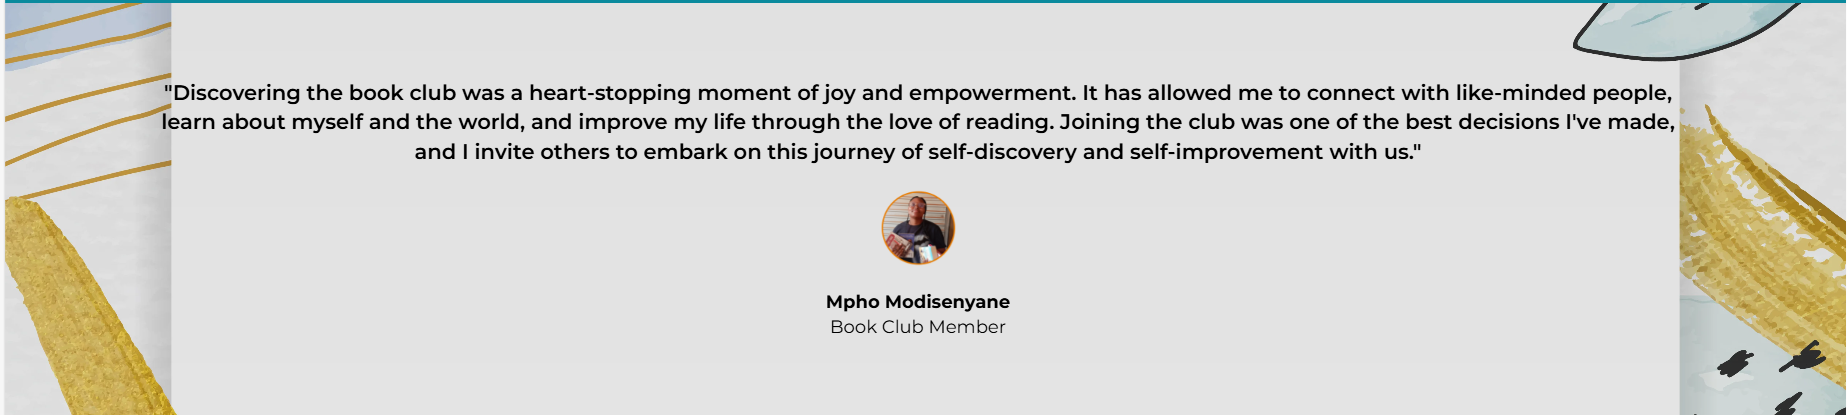 "Discovering the book club was a heart-stopping moment of joy and empowerment. It has allowed me to connect with like-minded people,
learn about myself and the world, and improve my life through the love of reading. Joining the club was one of the best decisions I've made,
and I invite others to embark on this journey of self-discovery and self-improvement with us."
Mpho Modisenyane
Book Club Member